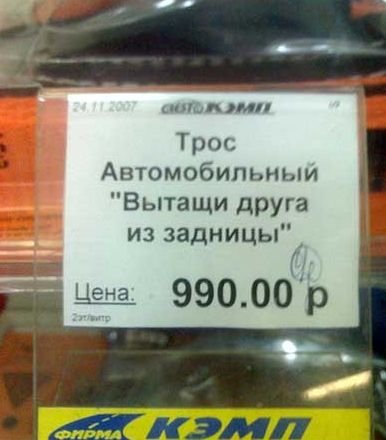 24.11.2007 АВТОКЭМП
Трос
Автомобильный
"Вытащи друга
из задницы"
Цена: 990.00 р
2эт/витр
ФИРМА КЭМП